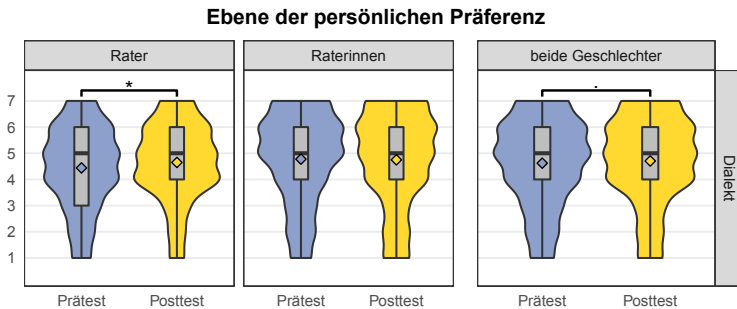 Ebene der persönlichen Präferenz
Rater
Raterinnen
beide Geschlechter
*
.
7
6
5
4
3
2
1
Dialekt
Prätest Posttest
Prätest Posttest
Prätest Posttest